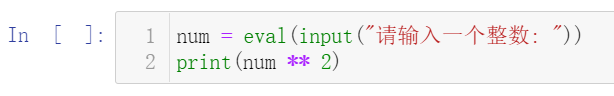 In [ ]: 1 num = eval(input("请输入一个整数: "))
2 print(num ** 2)